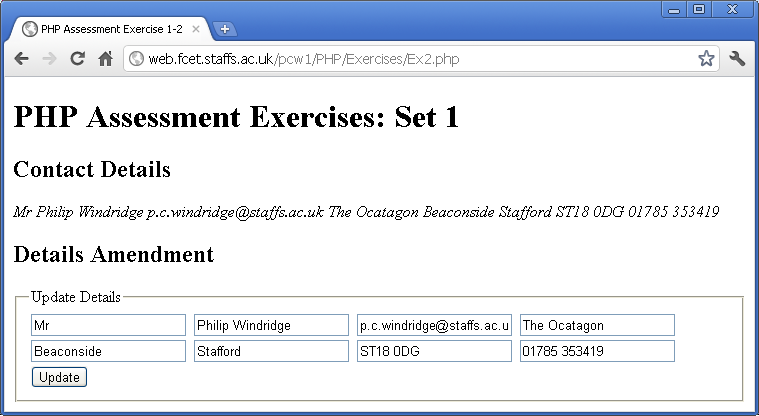 PHP Assessment Exercise 1-2
web.fcet.staffs.ac.uk/pcw1/PHP/Exercises/Ex2.php
PHP Assessment Exercises: Set 1
Contact Details
Mr Philip Windridge p.c.windridge@staffs.ac.uk The Ocatagon Beaconside Stafford ST18 0DG 01785 353419
Details Amendment
Update Details
Mr Philip Windridge p.c.windridge@staffs.ac.u The Ocatagon
Beaconside Stafford ST18 0DG 01785 353419
Update